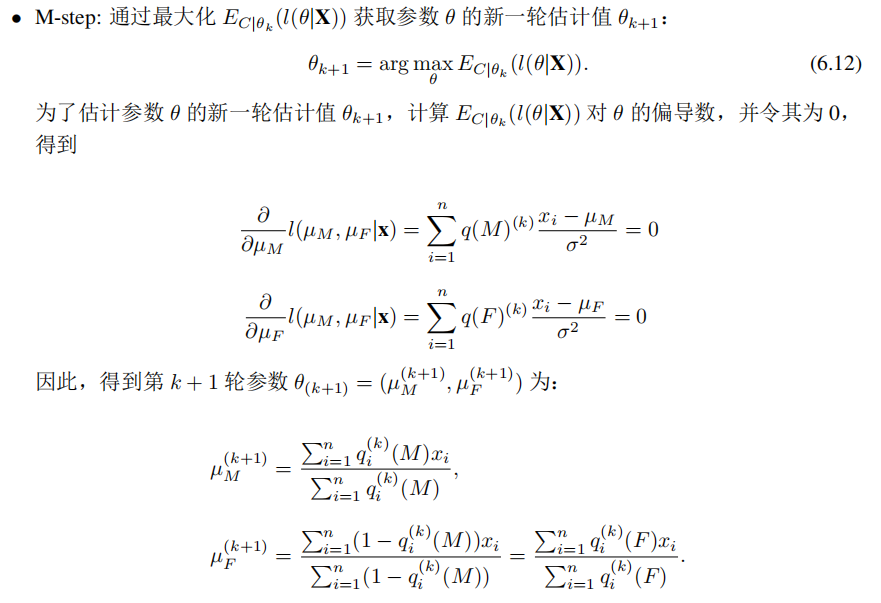 • M-step: 通过最大化 $E_{C|\theta_k}(l(\theta|\mathbf{X}))$ 获取参数 $\theta$ 的新一轮估计值 $\theta_{k+1}$：
$\theta_{k+1} = \arg\max_{\theta} E_{C|\theta_k}(l(\theta|\mathbf{X})).$ (6.12)
为了估计参数 $\theta$ 的新一轮估计值 $\theta_{k+1}$，计算 $E_{C|\theta_k}(l(\theta|\mathbf{X}))$ 对 $\theta$ 的偏导数，并令其为 0，
得到
$\frac{\partial}{\partial \mu_M} l(\mu_M, \mu_F|\mathbf{x}) = \sum_{i=1}^{n} q(M)^{(k)} \frac{x_i - \mu_M}{\sigma^2} = 0$
$\frac{\partial}{\partial \mu_F} l(\mu_M, \mu_F|\mathbf{x}) = \sum_{i=1}^{n} q(F)^{(k)} \frac{x_i - \mu_F}{\sigma^2} = 0$
因此，得到第 $k+1$ 轮参数 $\theta_{(k+1)} = (\mu_M^{(k+1)}, \mu_F^{(k+1)})$ 为：
$\mu_M^{(k+1)} = \frac{\sum_{i=1}^{n} q_i^{(k)}(M) x_i}{\sum_{i=1}^{n} q_i^{(k)}(M)},$
$\mu_F^{(k+1)} = \frac{\sum_{i=1}^{n} (1 - q_i^{(k)}(M)) x_i}{\sum_{i=1}^{n} (1 - q_i^{(k)}(M))} = \frac{\sum_{i=1}^{n} q_i^{(k)}(F) x_i}{\sum_{i=1}^{n} q_i^{(k)}(F)}.$